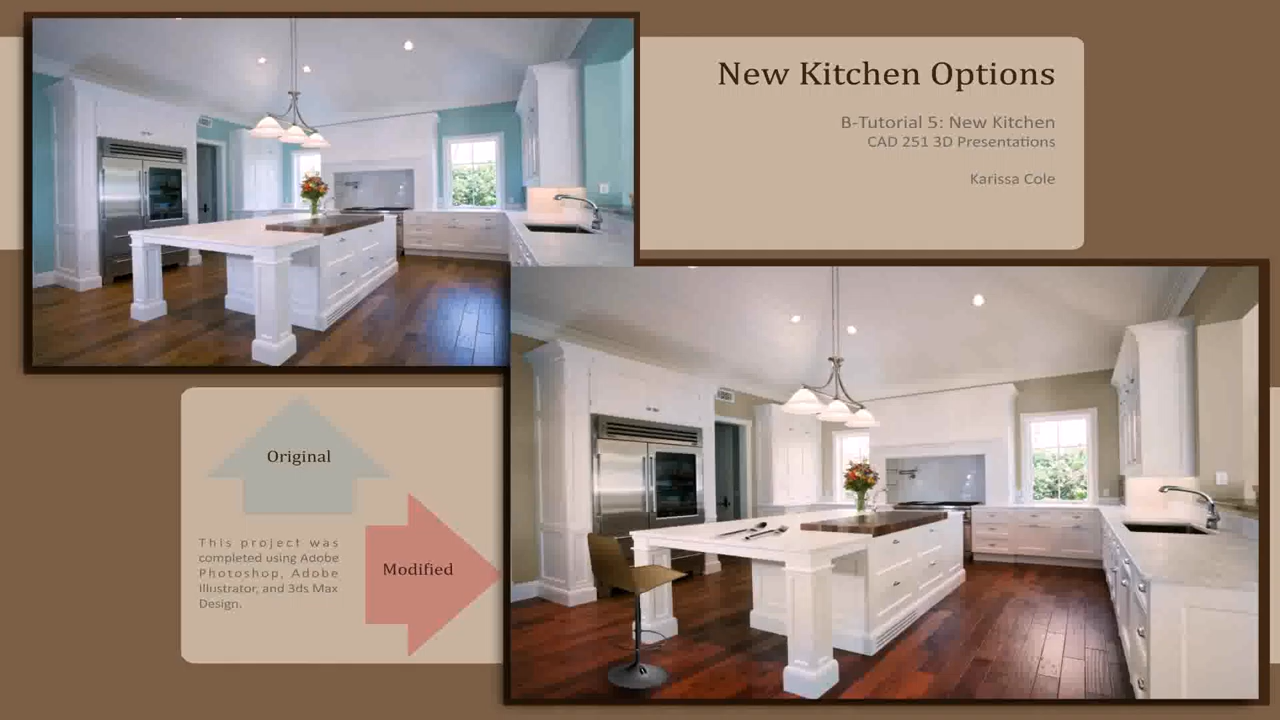 New Kitchen Options
B-Tutorial 5: New Kitchen
CAD 251 3D Presentations
Karissa Cole
Original
Modified
This project was
completed using Adobe
Photoshop, Adobe
Illustrator, and 3ds Max
Design.